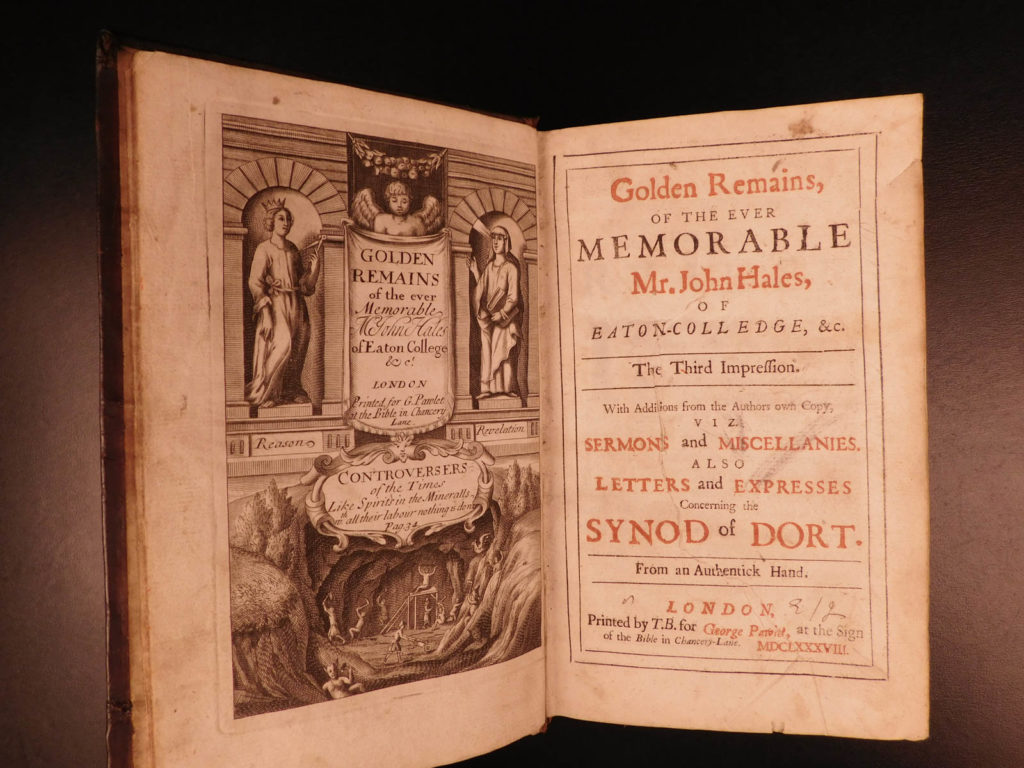 GOLDEN
REMAINS
of the ever
Memorable
Mr. John Hales
of Eaton College
&c.
LONDON
Printed for G. Pawlet
at the Bible in Chancery
Lane
Reason
Revelation
CONTROVERSERS
of the Times
Like Spirits in the Mineralls
wth all their labour nothing is don
Pag. 34
Golden Remains,
OF THE EVER
MEMORABLE
Mr. John Hales,
OF
EATON-COLLEDGE, &c.
The Third Impreſſion.
With Additions from the Authors own Copy,
VIZ.
SERMONS and MISCELLANIES.
ALSO
LETTERS and EXPRESSES
Concerning the
SYNOD of DORT.
From an Authentick Hand.
LONDON,
Printed by T.B. for George Pawlet, at the Sign
of the Bible in Chancery-Lane. MDCLXXXVIII.